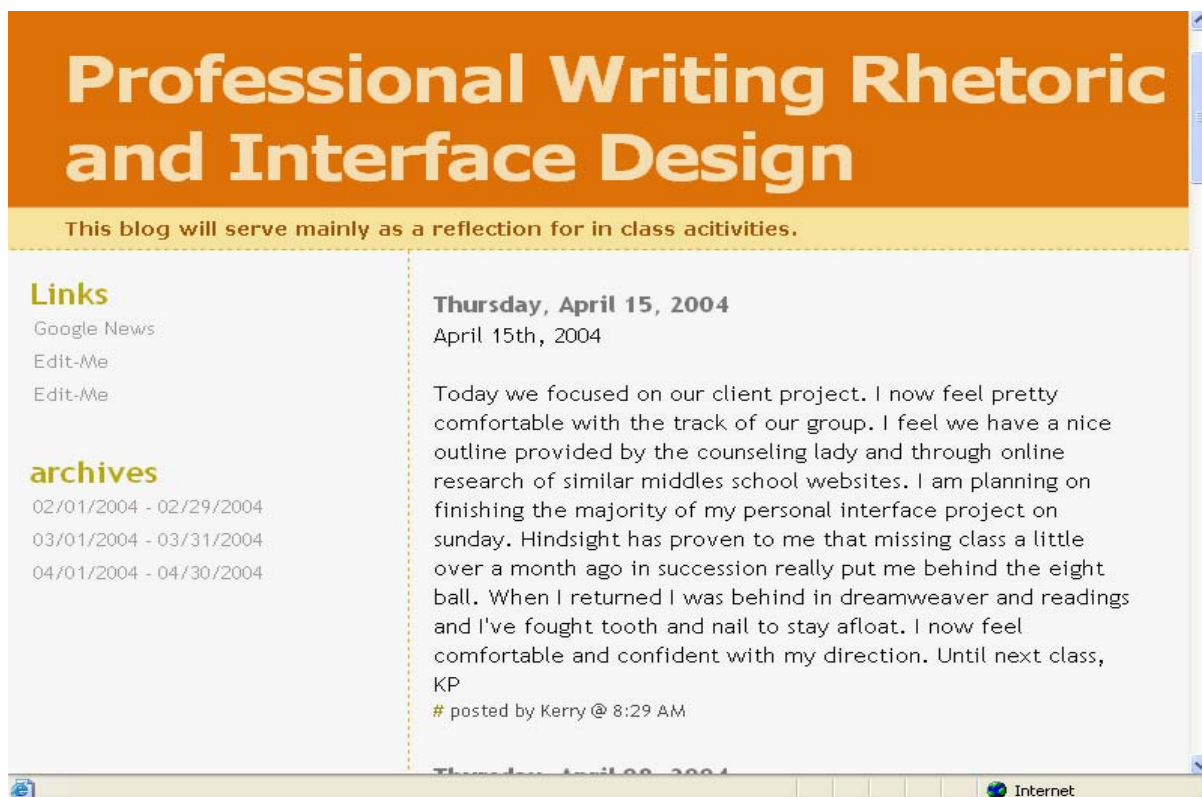 Professional Writing Rhetoric
and Interface Design
This blog will serve mainly as a reflection for in class acitivities.
Links
Google News
Edit-Me
Edit-Me
archives
02/01/2004 - 02/29/2004
03/01/2004 - 03/31/2004
04/01/2004 - 04/30/2004
Thursday, April 15, 2004
April 15th, 2004
Today we focused on our client project. I now feel pretty
comfortable with the track of our group. I feel we have a nice
outline provided by the counseling lady and through online
research of similar middles school websites. I am planning on
finishing the majority of my personal interface project on
sunday. Hindsight has proven to me that missing class a little
over a month ago in succession really put me behind the eight
ball. When I returned I was behind in dreamweaver and readings
and I've fought tooth and nail to stay afloat. I now feel
comfortable and confident with my direction. Until next class,
KP
# posted by Kerry @ 8:29 AM
Thursday, April 08, 2004
Internet